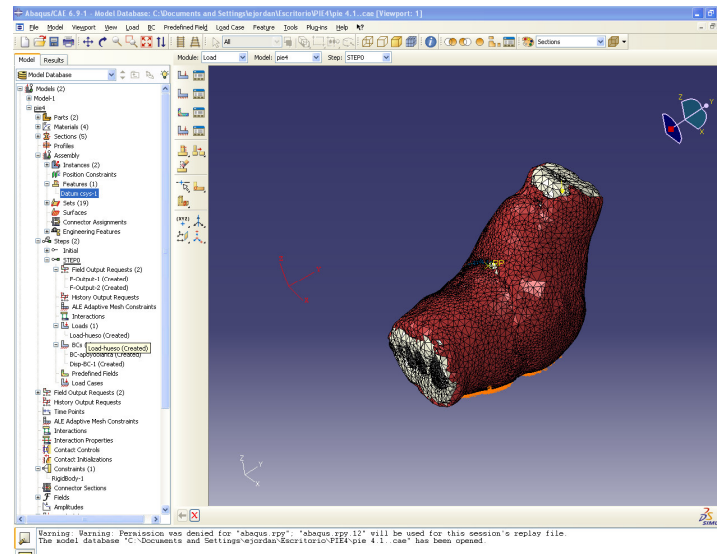 Abaqus/CAE 6.9-1 - Model Database: C:\Documents and Settings\ejordan\Escritorio\PIE4\pie 4.1..cae [Viewport: 1]
File Model Viewport View Load BC Predefined Field Load Case Feature Tools Plug-ins Help
All Sections
Model Results Module: Load Model: pie4 Step: STEP0
Model Database
Models (2)
Model-1
pie4
Parts (2)
Materials (4)
Sections (5)
Profiles
Assembly
Instances (2)
Position Constraints
Features (1)
Datum csys-1
Sets (19)
Surfaces
Connector Assignments
Engineering Features
Steps (2)
Initial
STEP0
Field Output Requests (2)
F-Output-1 (Created)
F-Output-2 (Created)
History Output Requests
ALE Adaptive Mesh Constraints
Interactions
Loads (1)
Load-hueso (Created)
BCs
Load-hueso (Created)
BC-apoyoplanta (Created)
Disp-BC-1 (Created)
Predefined Fields
Load Cases
Field Output Requests (2)
History Output Requests
Time Points
ALE Adaptive Mesh Constraints
Interactions
Interaction Properties
Contact Controls
Contact Initializations
Constraints (1)
RigidBody-1
Connector Sections
Fields
Amplitudes
(XYZ)
Z
Y
X
RP
Z
Y
X
Warning: Warning: Permission was denied for "abaqus.rpy"; "abaqus.rpy.12" will be used for this session's replay file.
The model database "C:\Documents and Settings\ejordan\Escritorio\PIE4\pie 4.1..cae" has been opened.